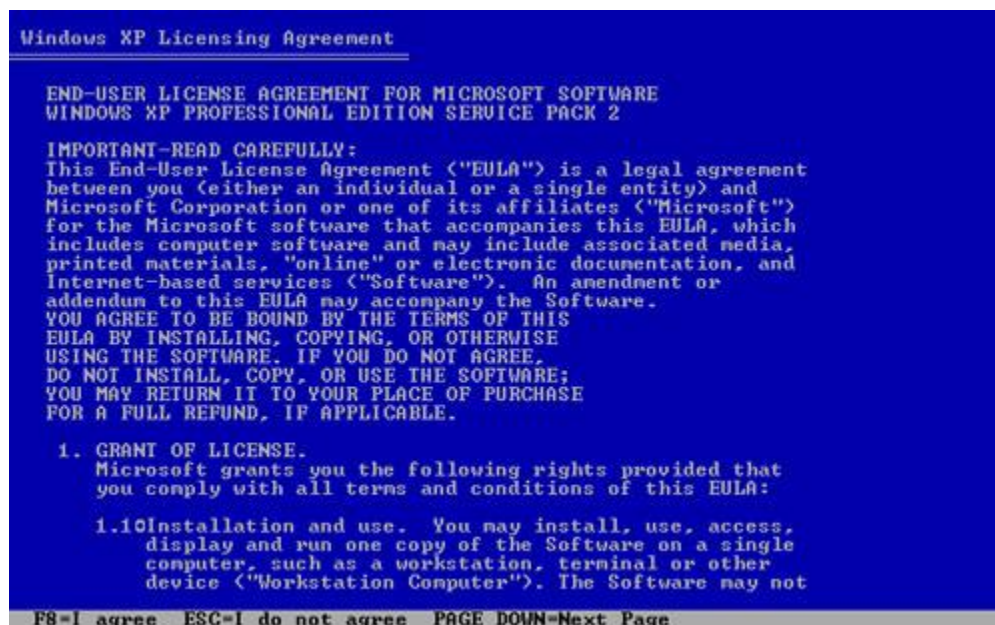 Windows XP Licensing Agreement
END-USER LICENSE AGREEMENT FOR MICROSOFT SOFTWARE
WINDOWS XP PROFESSIONAL EDITION SERVICE PACK 2
IMPORTANT-READ CAREFULLY:
This End-User License Agreement ("EULA") is a legal agreement
between you (either an individual or a single entity) and
Microsoft Corporation or one of its affiliates ("Microsoft")
for the Microsoft software that accompanies this EULA, which
includes computer software and may include associated media,
printed materials, "online" or electronic documentation, and
Internet-based services ("Software").  An amendment or
addendum to this EULA may accompany the Software.
YOU AGREE TO BE BOUND BY THE TERMS OF THIS
EULA BY INSTALLING, COPYING, OR OTHERWISE
USING THE SOFTWARE. IF YOU DO NOT AGREE,
DO NOT INSTALL, COPY, OR USE THE SOFTWARE;
YOU MAY RETURN IT TO YOUR PLACE OF PURCHASE
FOR A FULL REFUND, IF APPLICABLE.
1. GRANT OF LICENSE.
Microsoft grants you the following rights provided that
you comply with all terms and conditions of this EULA:
1.1○Installation and use.  You may install, use, access,
display and run one copy of the Software on a single
computer, such as a workstation, terminal or other
device ("Workstation Computer"). The Software may not
F8=I agree  ESC=I do not agree  PAGE DOWN=Next Page